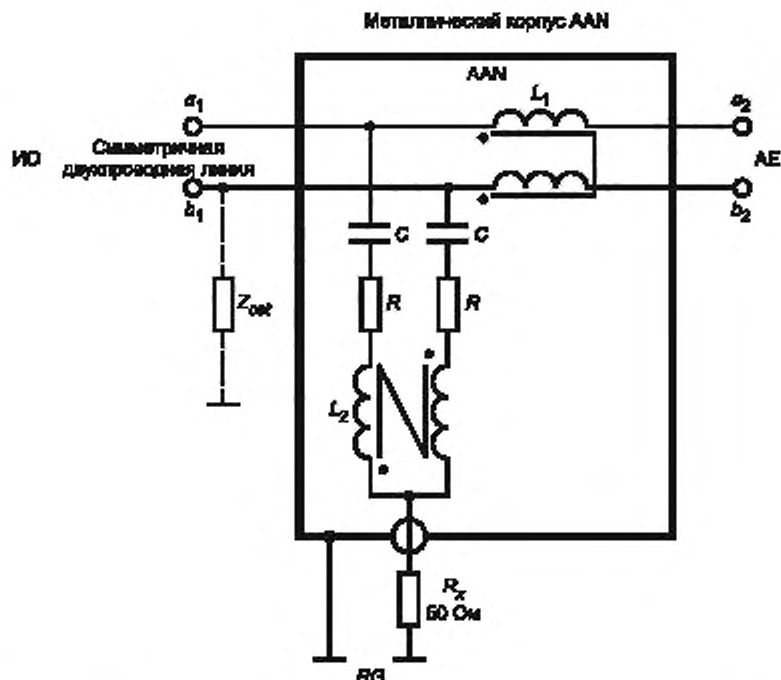 Металлический корпус AAN
AAN
L1
a1
a2
ИО
Симметричная
двухпроводная линия
AE
b1
b2
C
C
Zcat
R
R
L2
Rx
50 Ом
RG